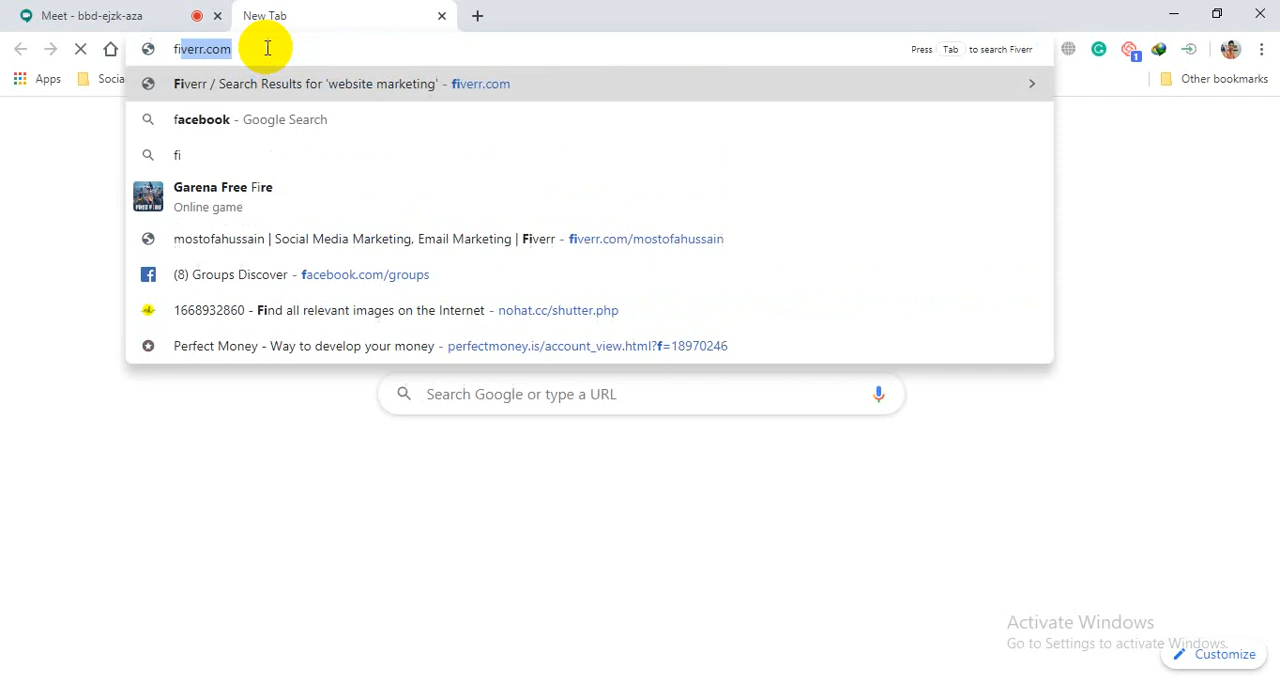 Meet - bbd-ejzk-aza
New Tab
fiverr.com
Press Tab to search Fiverr
1
Apps
Socia
Other bookmarks
Fiverr / Search Results for 'website marketing' - fiverr.com
facebook - Google Search
fi
Garena Free Fire
Online game
mostofahussain | Social Media Marketing, Email Marketing | Fiverr - fiverr.com/mostofahussain
(8) Groups Discover - facebook.com/groups
1668932860 - Find all relevant images on the Internet - nohat.cc/shutter.php
Perfect Money - Way to develop your money - perfectmoney.is/account_view.html?f=18970246
Search Google or type a URL
Activate Windows
Go to Settings to activate Windows.
Customize